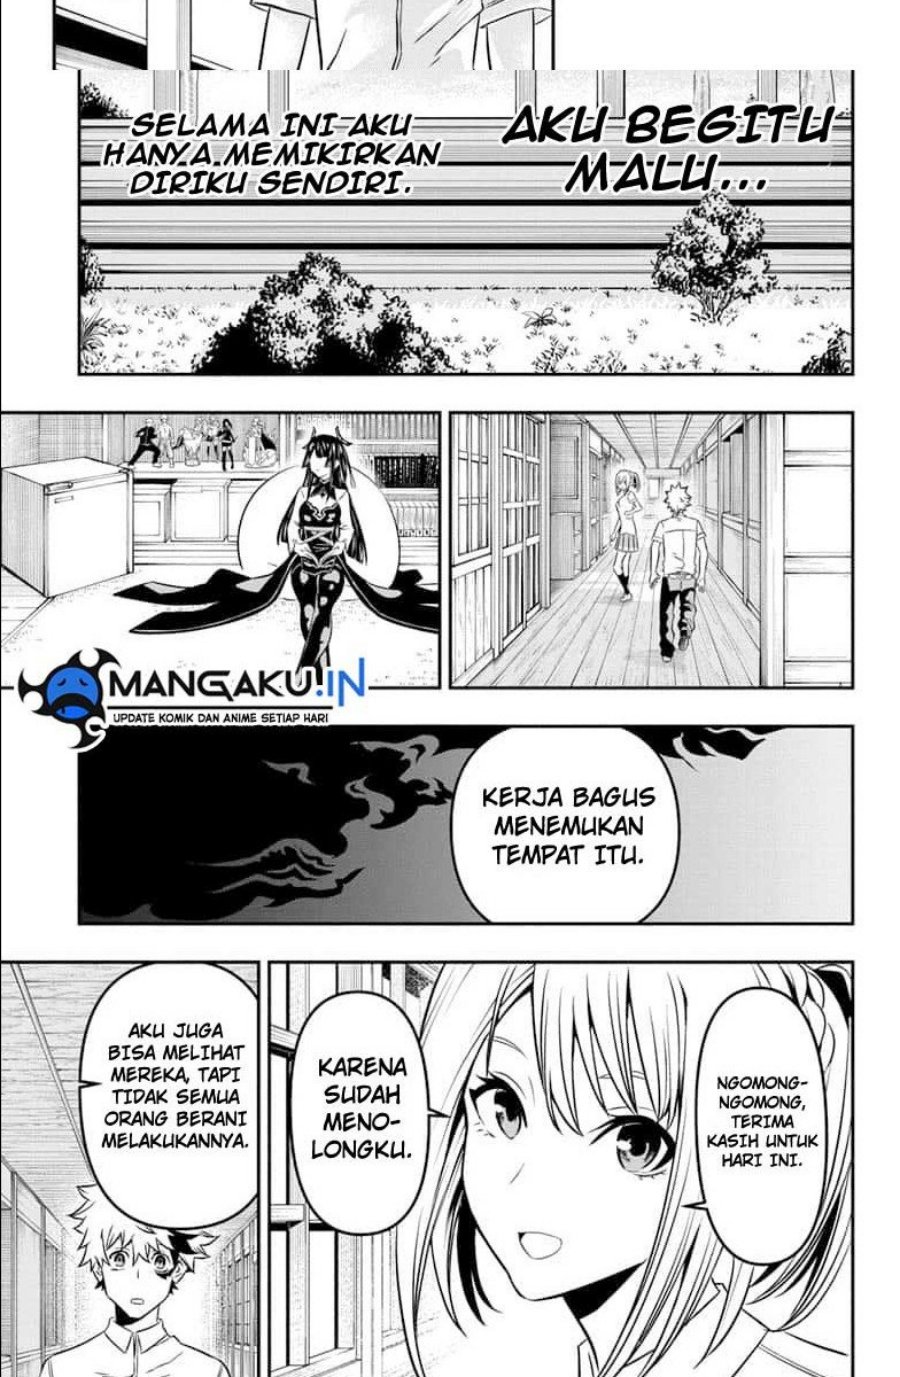 AKU BEGITU
MALU...
SELAMA INI AKU
HANYA MEMIKIRKAN
DIRIKU SENDIRI.
MANGAKU.IN
UPDATE KOMIK DAN ANIME SETIAP HARI
KERJA BAGUS
MENEMUKAN
TEMPAT ITU.
NGOMONG-
NGOMONG,
TERIMA
KASIH UNTUK
HARI INI.
KARENA
SUDAH
MENO-
LONGKU.
AKU JUGA
BISA MELIHAT
MEREKA, TAPI
TIDAK SEMUA
ORANG BERANI
MELAKUKANNYA.